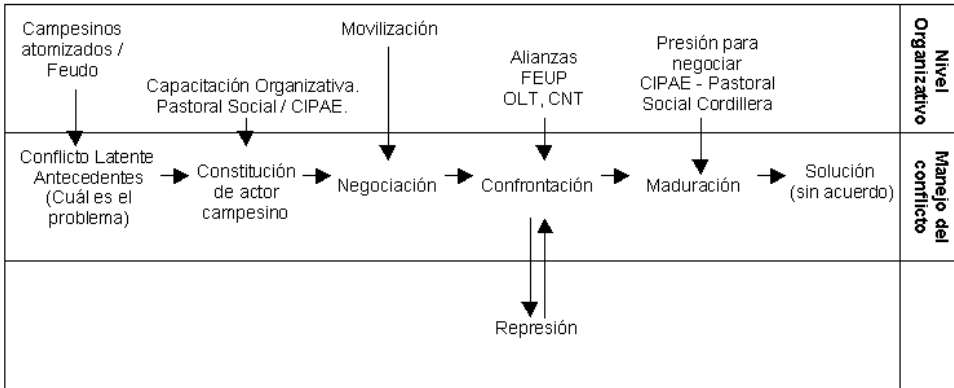 Campesinos
atomizados /
Feudo
Capacitación Organizativa.
Pastoral Social / CIPAE.
Movilización
Alianzas
FEUP
OLT, CNT
Presión para
negociar
CIPAE - Pastoral
Social Cordillera
Nivel
Organizativo
Conflicto Latente
Antecedentes
(Cuál es el
problema)
Constitución
de actor
campesino
Negociación
Confrontación
Maduración
Solución
(sin acuerdo)
Manejo del
conflicto
Represión